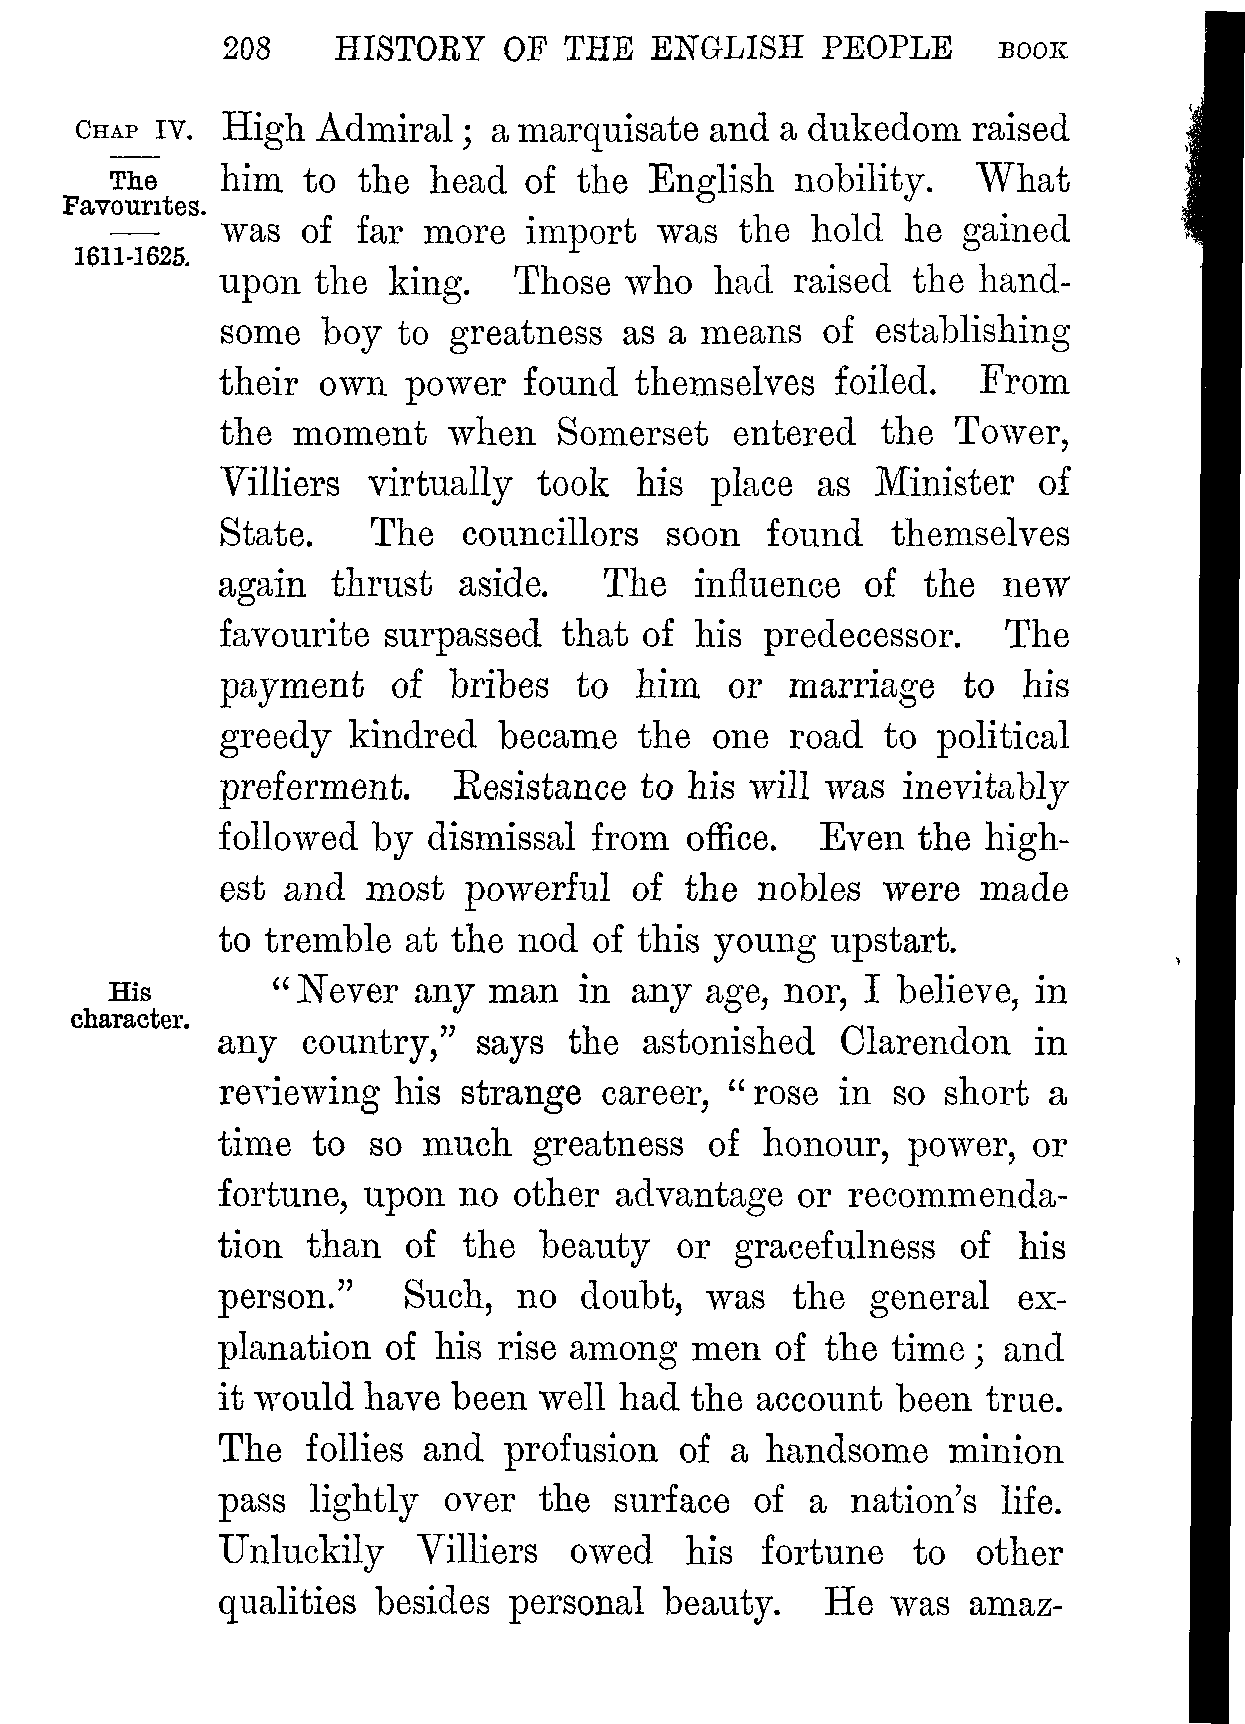 208 HISTORY OF THE ENGLISH PEOPLE BOOK
CHAP IV.
The
Favourites.
1611-1625.
High Admiral; a marquisate and a dukedom raised
him to the head of the English nobility. What
was of far more import was the hold he gained
upon the king. Those who had raised the hand-
some boy to greatness as a means of establishing
their own power found themselves foiled. From
the moment when Somerset entered the Tower,
Villiers virtually took his place as Minister of
State. The councillors soon found themselves
again thrust aside. The influence of the new
favourite surpassed that of his predecessor. The
payment of bribes to him or marriage to his
greedy kindred became the one road to political
preferment. Resistance to his will was inevitably
followed by dismissal from office. Even the high-
est and most powerful of the nobles were made
to tremble at the nod of this young upstart.
His
character.
"Never any man in any age, nor, I believe, in
any country," says the astonished Clarendon in
reviewing his strange career, "rose in so short a
time to so much greatness of honour, power, or
fortune, upon no other advantage or recommenda-
tion than of the beauty or gracefulness of his
person." Such, no doubt, was the general ex-
planation of his rise among men of the time; and
it would have been well had the account been true.
The follies and profusion of a handsome minion
pass lightly over the surface of a nation's life.
Unluckily Villiers owed his fortune to other
qualities besides personal beauty. He was amaz-